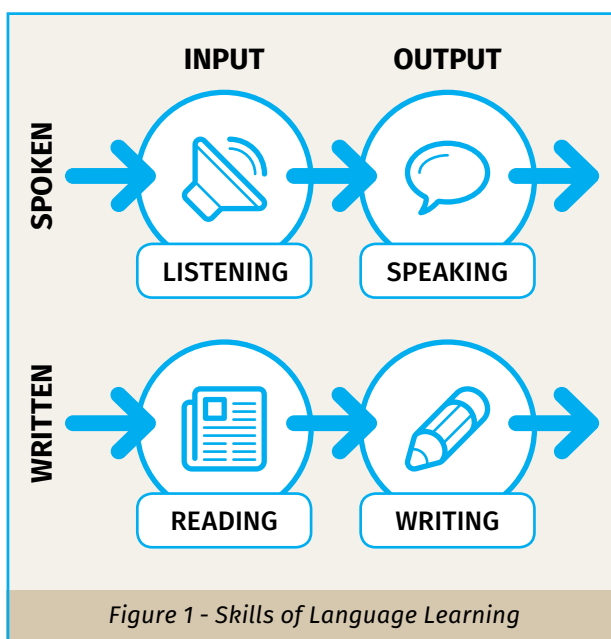 INPUT OUTPUT
SPOKEN
LISTENING SPEAKING
WRITTEN
READING WRITING
Figure 1 - Skills of Language Learning